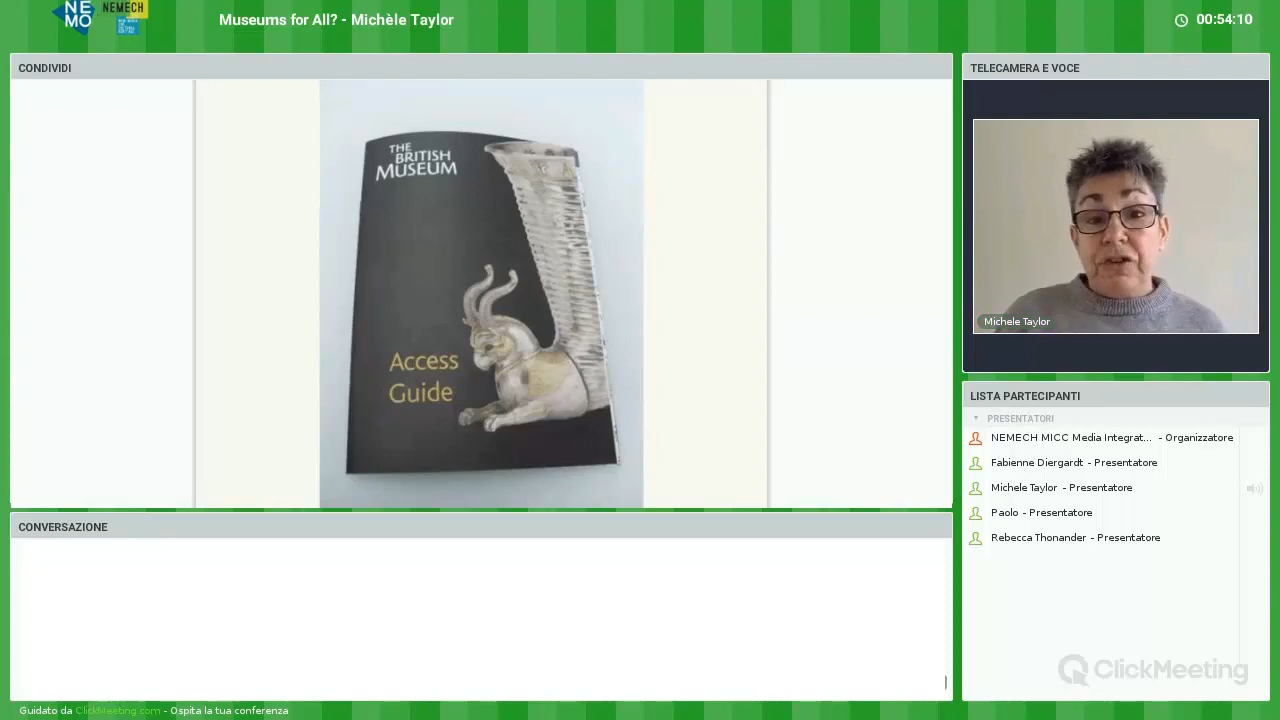 NE
MO
NEMECH
Museums for All? - Michèle Taylor
00:54:10
CONDIVIDI
THE
BRITISH
MUSEUM
Access
Guide
TELECAMERA E VOCE
Michele Taylor
LISTA PARTECIPANTI
PRESENTATORI
NEMECH MICC Media Integrat... - Organizzatore
Fabienne Diergardt - Presentatore
Michele Taylor - Presentatore
Paolo - Presentatore
Rebecca Thonander - Presentatore
ClickMeeting
CONVERSAZIONE
Guidato da ClickMeeting.com - Ospita la tua conferenza